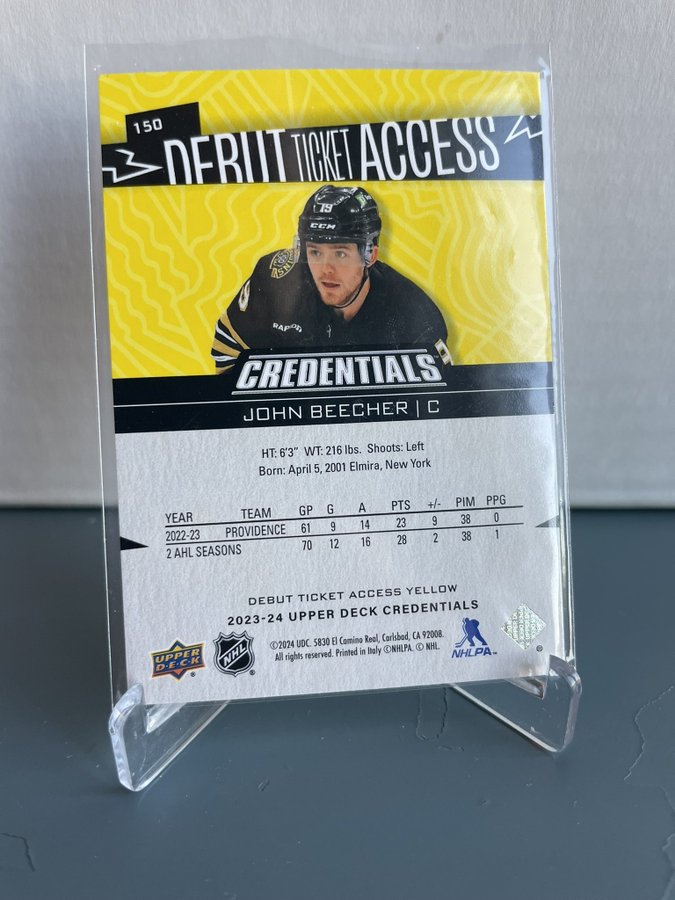 150
DEBUT TICKET ACCESS
19
CCM
RAPID7
19
CREDENTIALS
JOHN BEECHER | C
HT: 6'3" WT: 216 lbs. Shoots: Left
Born: April 5, 2001 Elmira, New York
YEAR TEAM GP G A PTS +/- PIM PPG
2022-23 PROVIDENCE 61 9 14 23 9 38 0
2 AHL SEASONS 70 12 16 28 2 38 1
DEBUT TICKET ACCESS YELLOW
2023-24 UPPER DECK CREDENTIALS
©2024 UDC. 5830 El Camino Real, Carlsbad, CA 92008.
All rights reserved. Printed in Italy ©NHLPA. © NHL.
UPPER DECK ®
NHL ®
NHLPA™
®